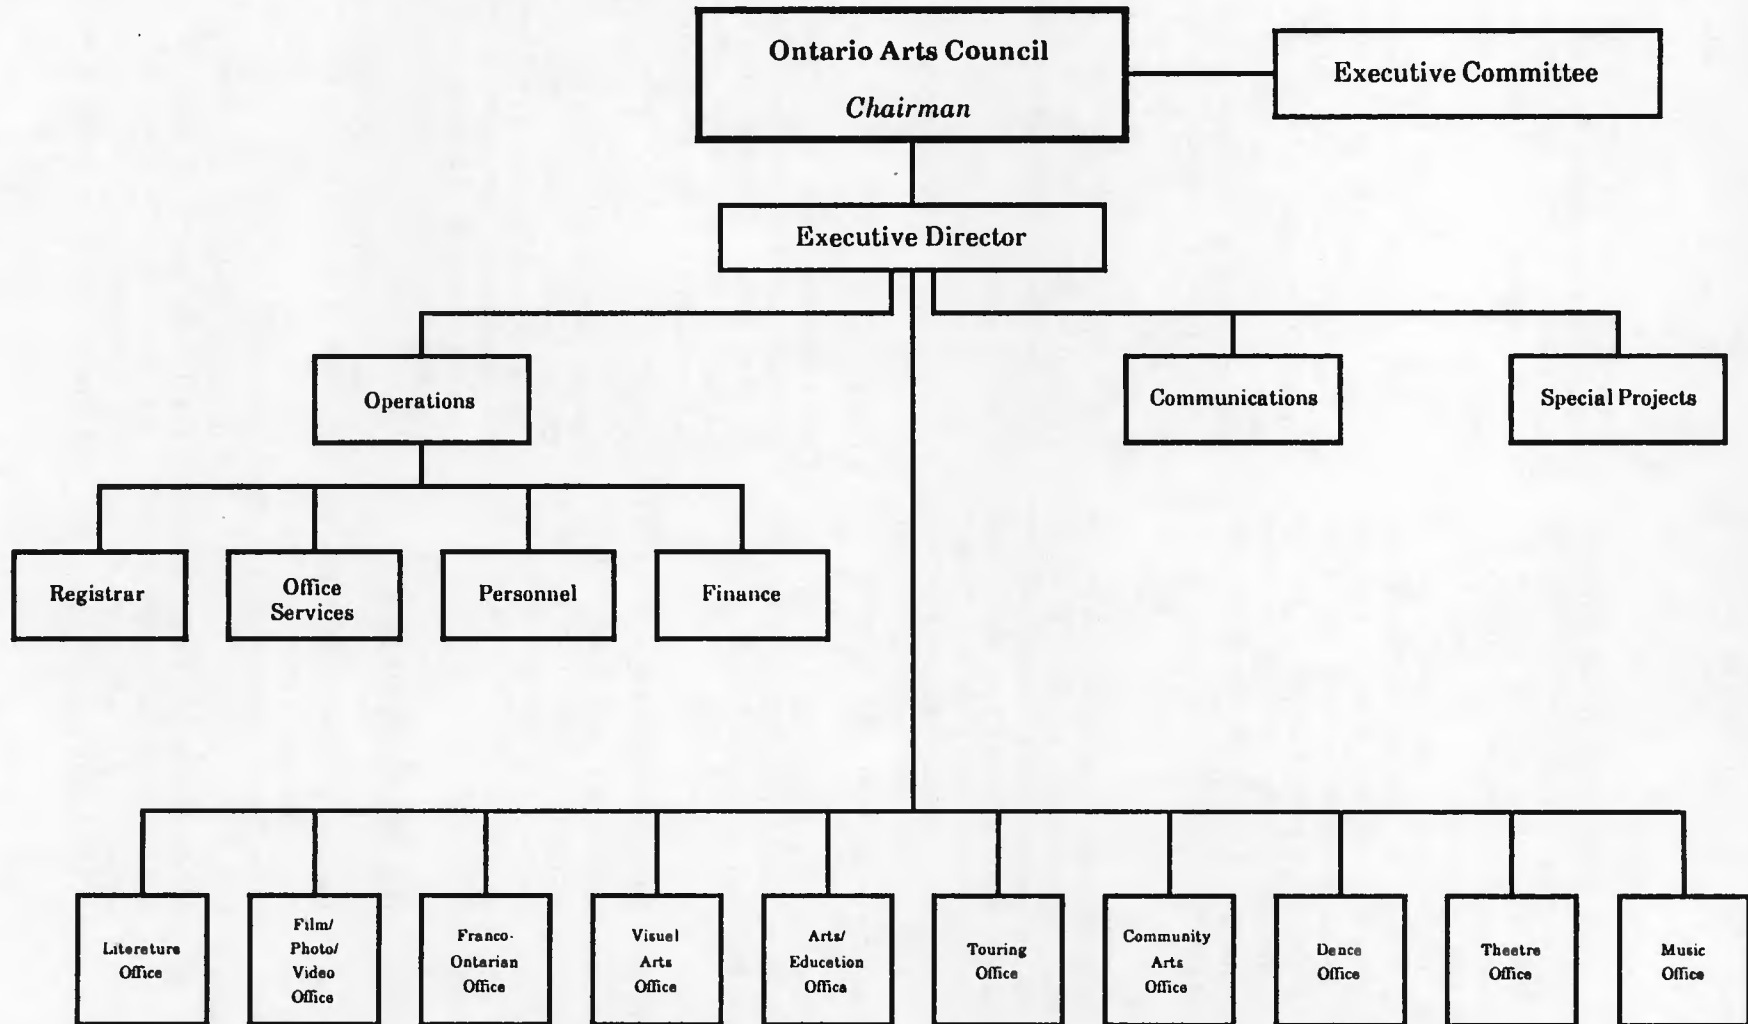 Ontario Arts Council
Chairman
Executive Committee
Executive Director
Operations
Communications
Special Projects
Registrar
Office
Services
Personnel
Finance
Literature
Office
Film/
Photo/
Video
Office
Franco-
Ontarian
Office
Visual
Arts
Office
Arts/
Education
Office
Touring
Office
Community
Arts
Office
Dance
Office
Theatre
Office
Music
Office